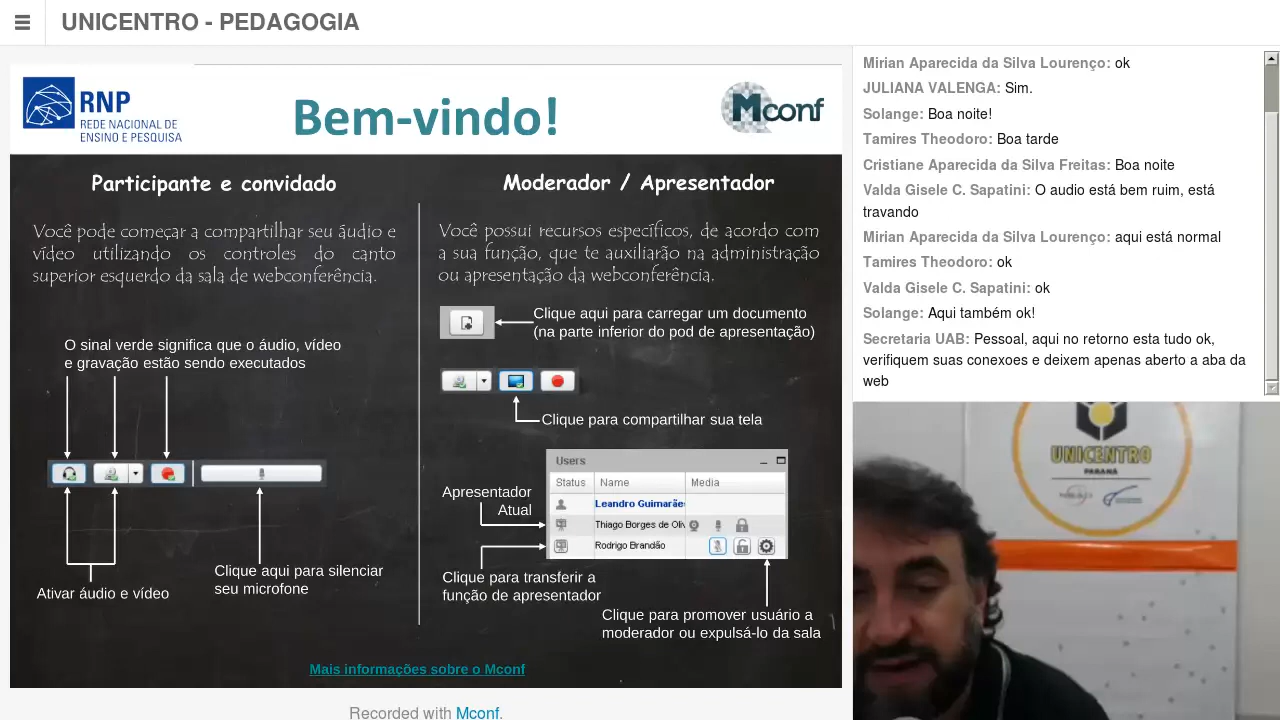 UNICENTRO - PEDAGOGIA
RNP
REDE NACIONAL DE
ENSINO E PESQUISA
Bem-vindo!
Mconf
Participante e convidado
Você pode começar a compartilhar seu áudio e
vídeo utilizando os controles do canto
superior esquerdo da sala de webconferência.
O sinal verde significa que o áudio, vídeo
e gravação estão sendo executados
Ativar áudio e vídeo
Clique aqui para silenciar
seu microfone
Moderador / Apresentador
Você possui recursos específicos, de acordo com
a sua função, que te auxiliarão na administração
ou apresentação da webconferência.
Clique aqui para carregar um documento
(na parte inferior do pod de apresentação)
Clique para compartilhar sua tela
Users
Status Name Media
Leandro Guimarães
Thiago Borges de Oliv
Rodrigo Brandão
Apresentador
Atual
Clique para transferir a
função de apresentador
Clique para promover usuário a
moderador ou expulsá-lo da sala
Mais informações sobre o Mconf
Recorded with Mconf.
Mirian Aparecida da Silva Lourenço: ok
JULIANA VALENGA: Sim.
Solange: Boa noite!
Tamires Theodoro: Boa tarde
Cristiane Aparecida da Silva Freitas: Boa noite
Valda Gisele C. Sapatini: O audio está bem ruim, está
travando
Mirian Aparecida da Silva Lourenço: aqui está normal
Tamires Theodoro: ok
Valda Gisele C. Sapatini: ok
Solange: Aqui também ok!
Secretaria UAB: Pessoal, aqui no retorno esta tudo ok,
verifiquem suas conexoes e deixem apenas aberto a aba da
web
UNICENTRO
PARANÁ